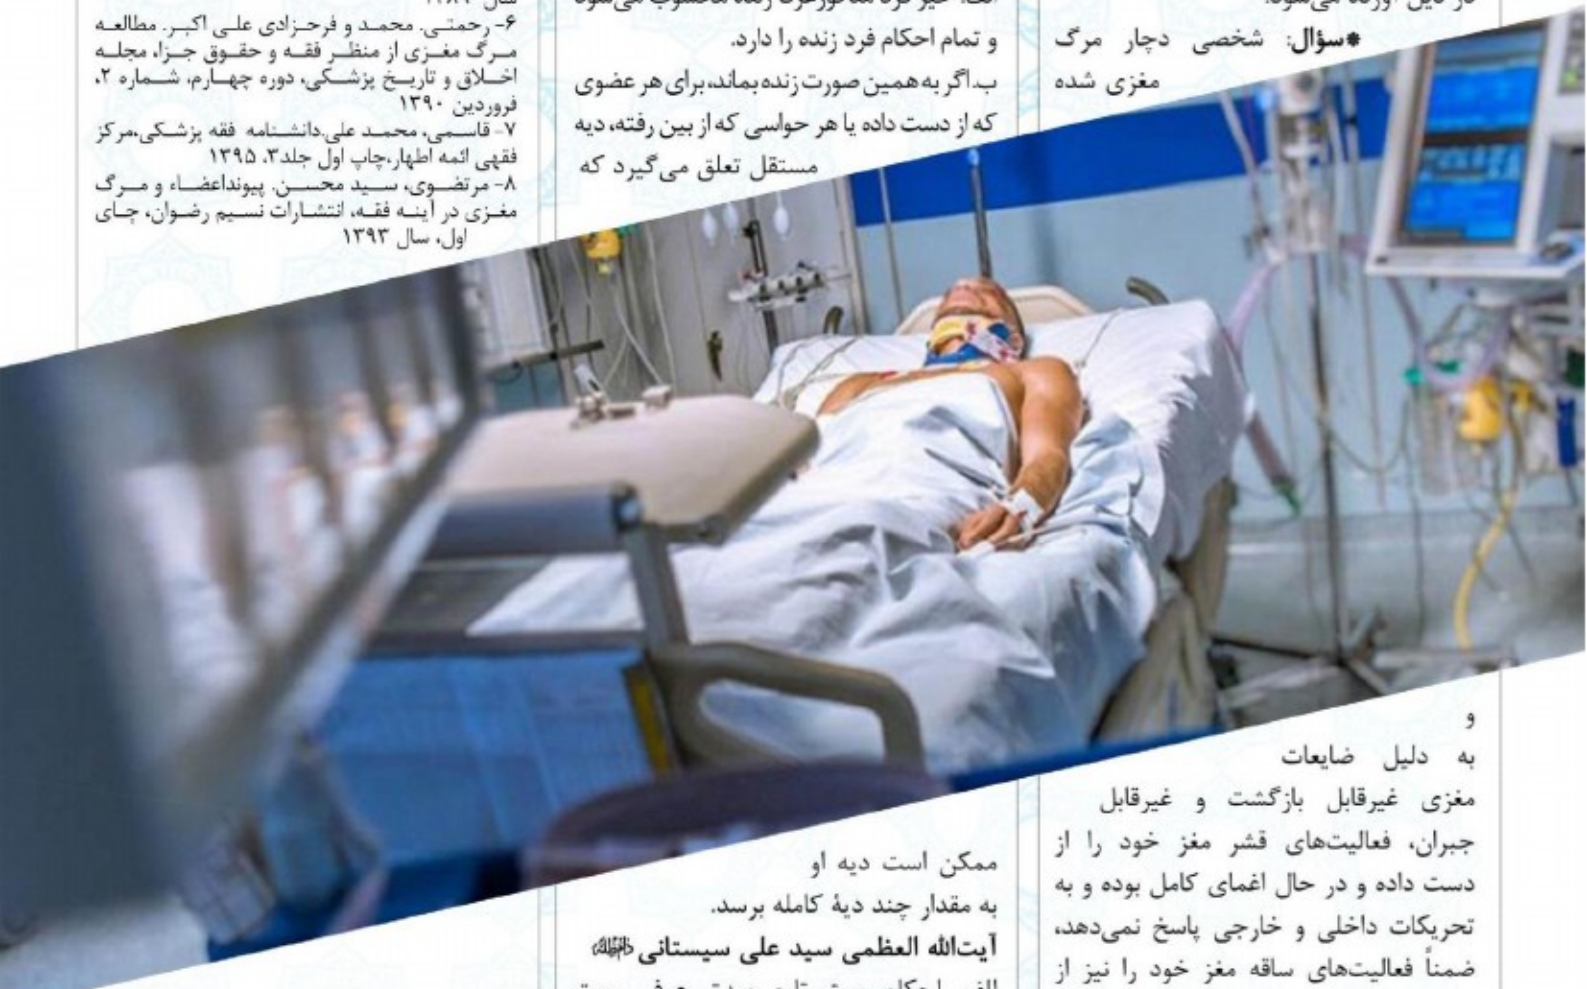 در ذیل آورده می‌شود.
*سؤال: شخصی دچار مرگ
مغزی شده
و
به دلیل ضایعات
مغزی غیرقابل بازگشت و غیرقابل
جبران، فعالیت‌های قشر مغز خود را از
دست داده و در حال اغمای کامل بوده و به
تحریکات داخلی و خارجی پاسخ نمی‌دهد،
ضمناً فعالیت‌های ساقه مغز خود را نیز از
و تمام احکام فرد زنده را دارد.
ب.اگر به همین صورت زنده بماند، برای هر عضوی
که از دست داده یا هر حواسی که از بین رفته، دیه
مستقل تعلق می‌گیرد که
ممکن است دیه او
به مقدار چند دیهٔ کامله برسد.
آیت‌الله العظمی سید علی سیستانی
۶- رحمتی. محمد و فرحزادی علی اکبر. مطالعه
مرگ مغزی از منظر فقه و حقوق جزا، مجله
اخلاق و تاریخ پزشکی، دوره چهارم، شماره ۲،
فروردین ۱۳۹۰
۷- قاسمی، محمد علی.دانشنامه فقه پزشکی،مرکز
فقهی ائمه اطهار،چاپ اول جلد۳، ۱۳۹۵
۸- مرتضوی، سید محسن. پیونداعضاء و مرگ
مغزی در آینه فقه، انتشارات نسیم رضوان، چای
اول، سال ۱۳۹۳